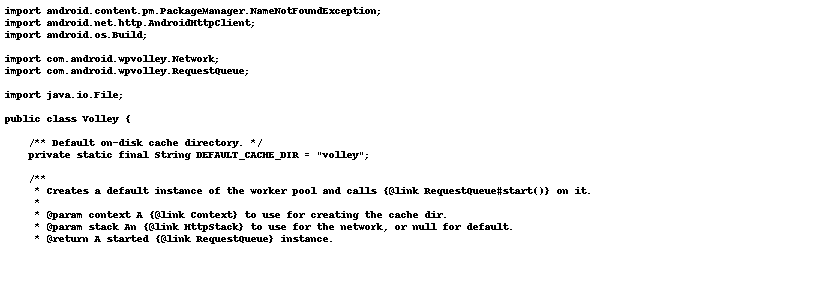 import android.content.pm.PackageManager.NameNotFoundException;
import android.net.http.AndroidHttpClient;
import android.os.Build;
import com.android.wpvolley.Network;
import com.android.wpvolley.RequestQueue;
import java.io.File;
public class Volley {
/** Default on-disk cache directory. */
private static final String DEFAULT_CACHE_DIR = "volley";
/**
* Creates a default instance of the worker pool and calls {@link RequestQueue#start()} on it.
*
* @param context A {@link Context} to use for creating the cache dir.
* @param stack An {@link HttpStack} to use for the network, or null for default.
* @return A started {@link RequestQueue} instance.